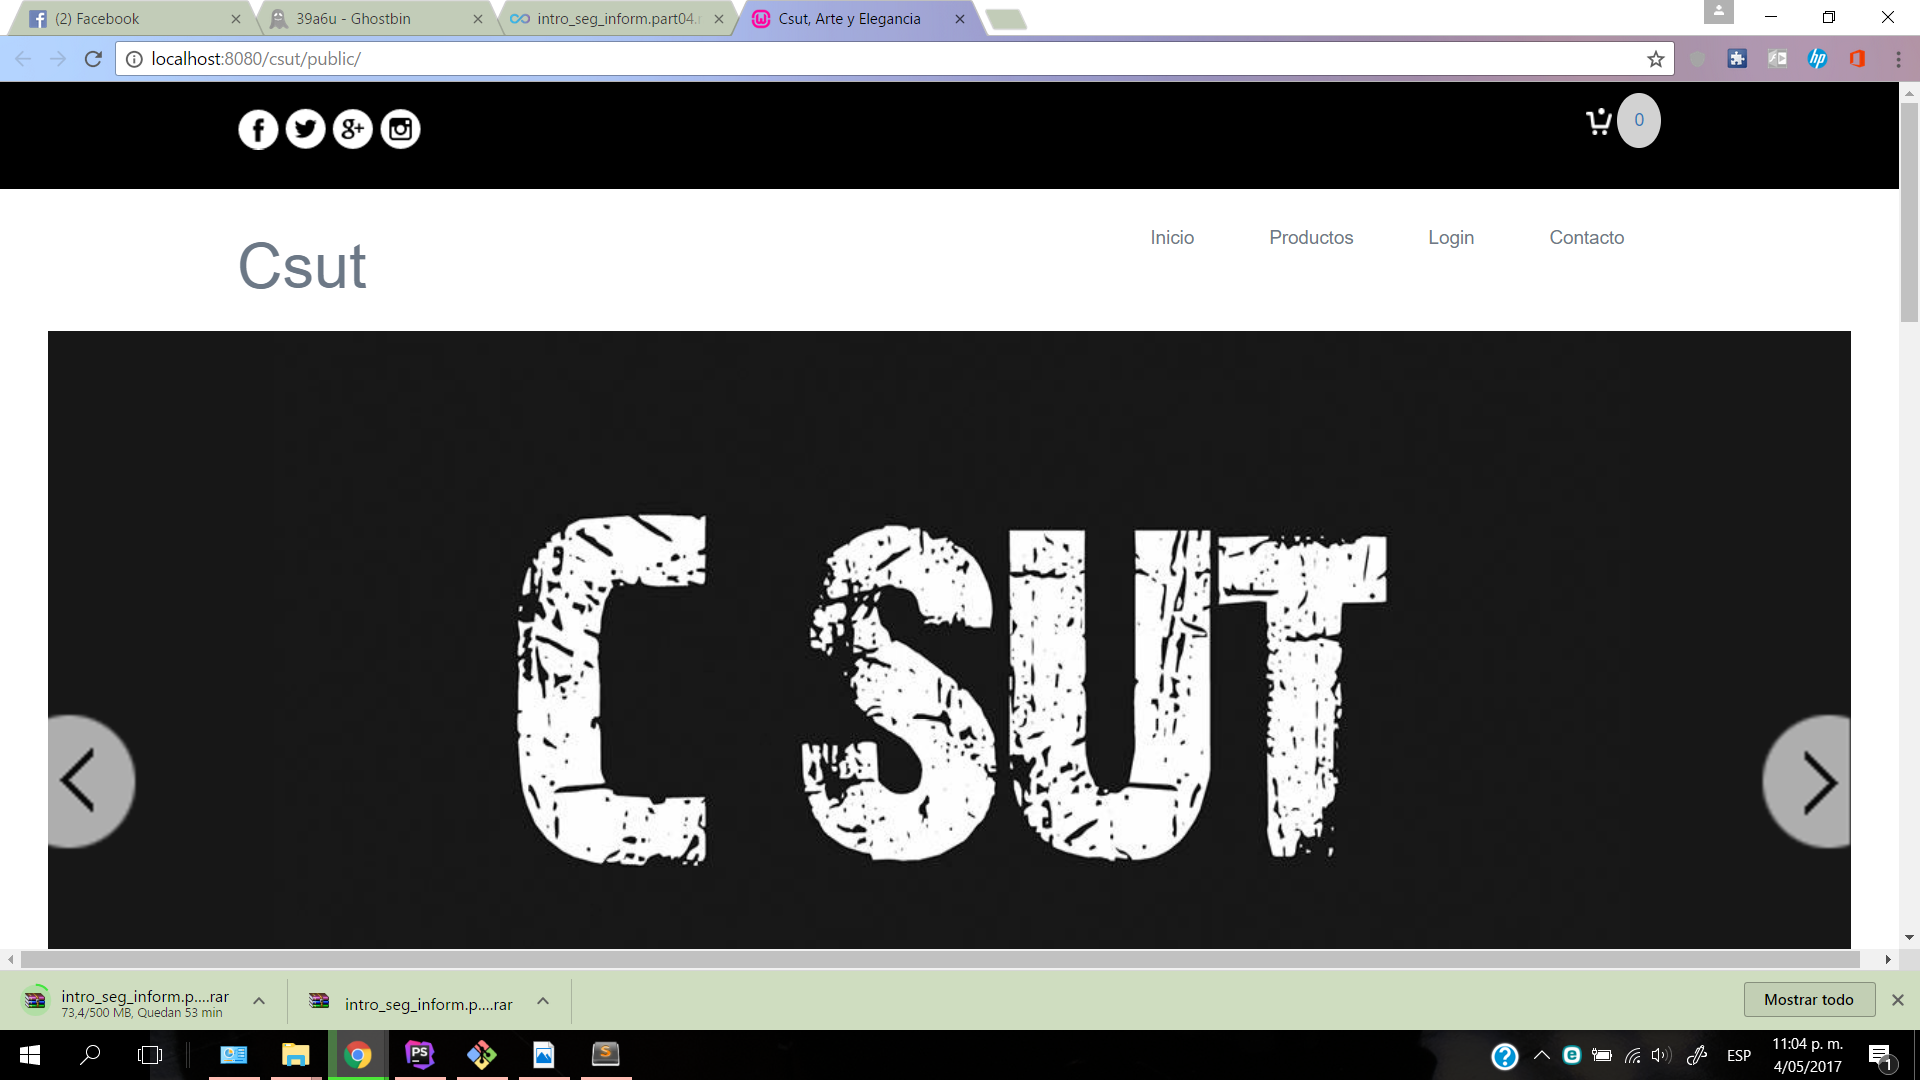 (2) Facebook
39a6u - Ghostbin
intro_seg_inform.part04.r
Csut, Arte y Elegancia
localhost:8080/csut/public/
0
Csut
Inicio
Productos
Login
Contacto
C SUT
intro_seg_inform.p....rar
73,4/500 MB, Quedan 53 min
intro_seg_inform.p....rar
Mostrar todo
ESP
11:04 p. m.
4/05/2017
1